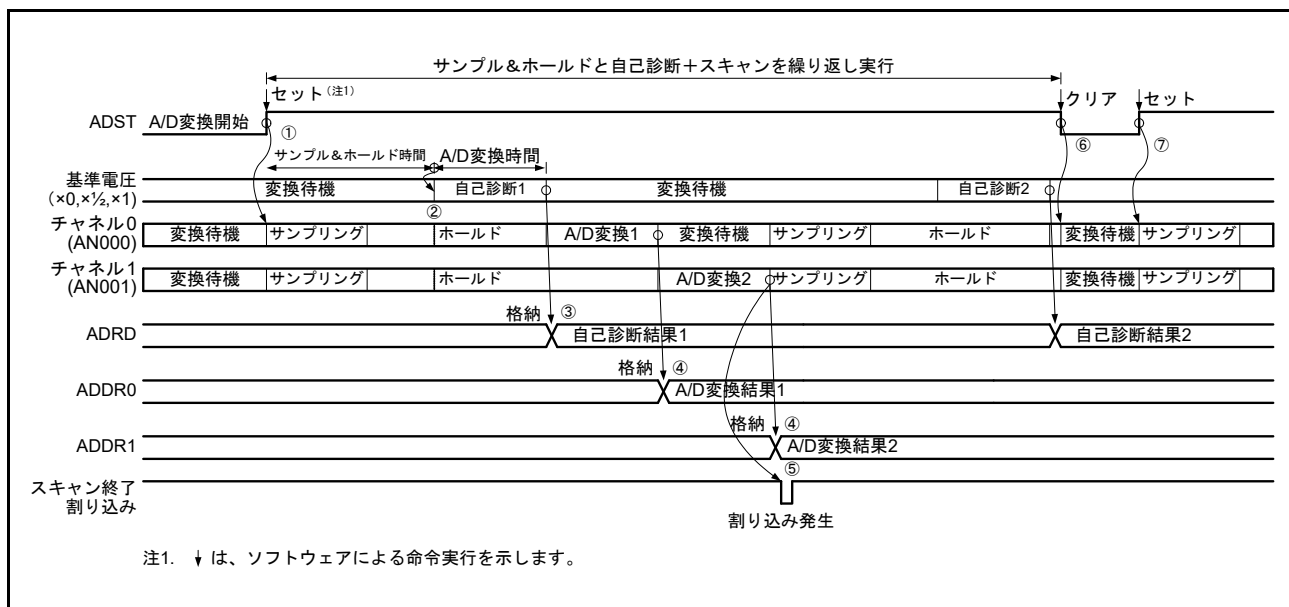 サンプル＆ホールドと自己診断＋スキャンを繰り返し実行
セット(注1) クリア セット
ADST A/D変換開始 ① ⑥ ⑦
サンプル＆ホールド時間 A/D変換時間
基準電圧
(×0,×½,×1) 変換待機 自己診断1 変換待機 自己診断2
②
チャネル0
(AN000) 変換待機 サンプリング ホールド A/D変換1 変換待機 サンプリング ホールド 変換待機 サンプリング
チャネル1
(AN001) 変換待機 サンプリング ホールド A/D変換2 サンプリング ホールド 変換待機 サンプリング
格納 ③
ADRD 自己診断結果1 自己診断結果2
格納 ④
ADDR0 A/D変換結果1
格納 ④
ADDR1 A/D変換結果2
⑤
スキャン終了
割り込み
割り込み発生
注1. ↓ は、ソフトウェアによる命令実行を示します。